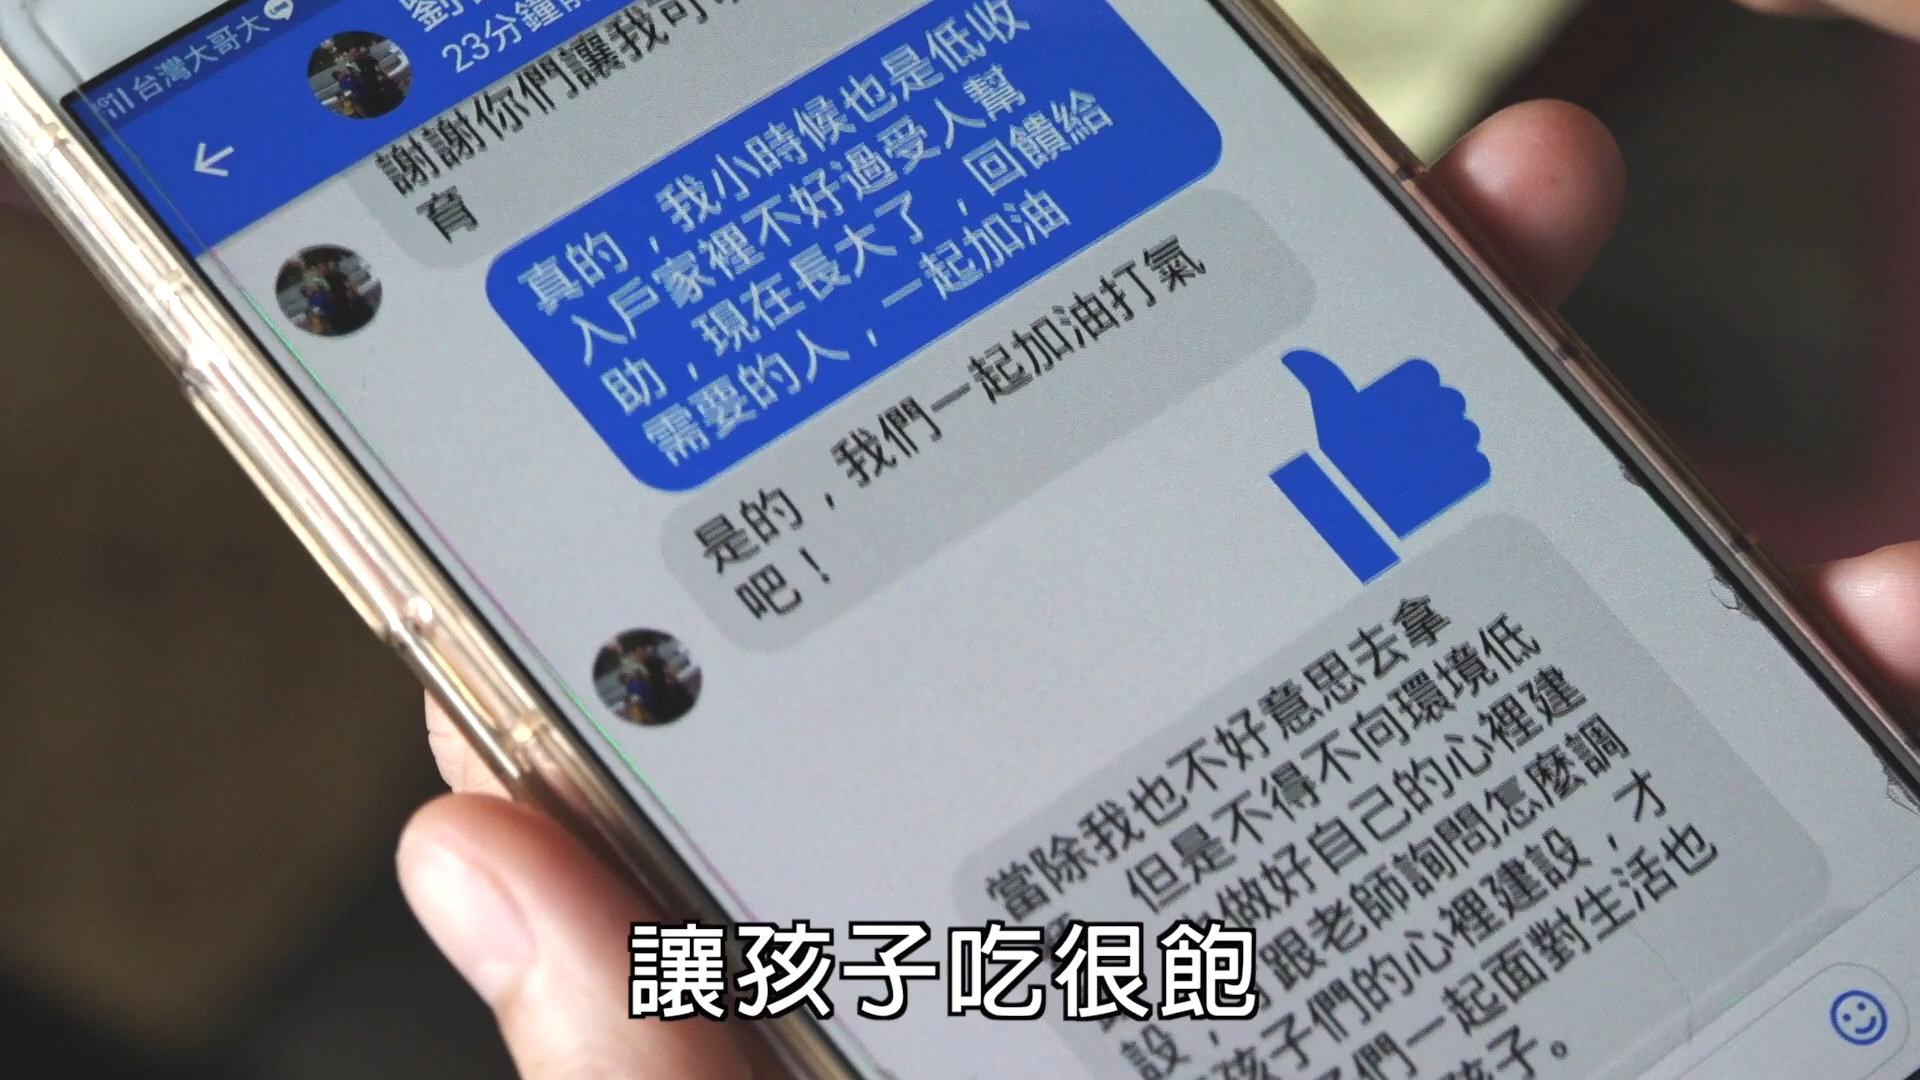 台灣大哥大
劉
23分鐘前
謝謝你們讓我可
育
真的，我小時候也是低收
入戶家裡不好過受人幫
助，現在長大了，回饋給
需要的人，一起加油
是的，我們一起加油打氣
吧！
當除我也不好意思去拿
但是不得不向環境低
做好自己的心裡建
跟老師詢問怎麼調
孩子們的心裡建設，才
設，
們一起面對生活也
孩子。
讓孩子吃很飽